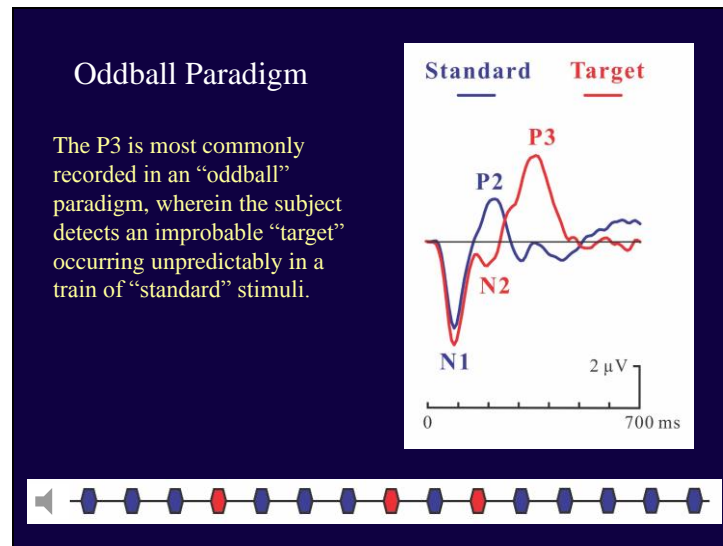 Oddball Paradigm
The P3 is most commonly
recorded in an “oddball”
paradigm, wherein the subject
detects an improbable “target”
occurring unpredictably in a
train of “standard” stimuli.
Standard Target
P3
P2
N2
N1
2 μV
0 700 ms